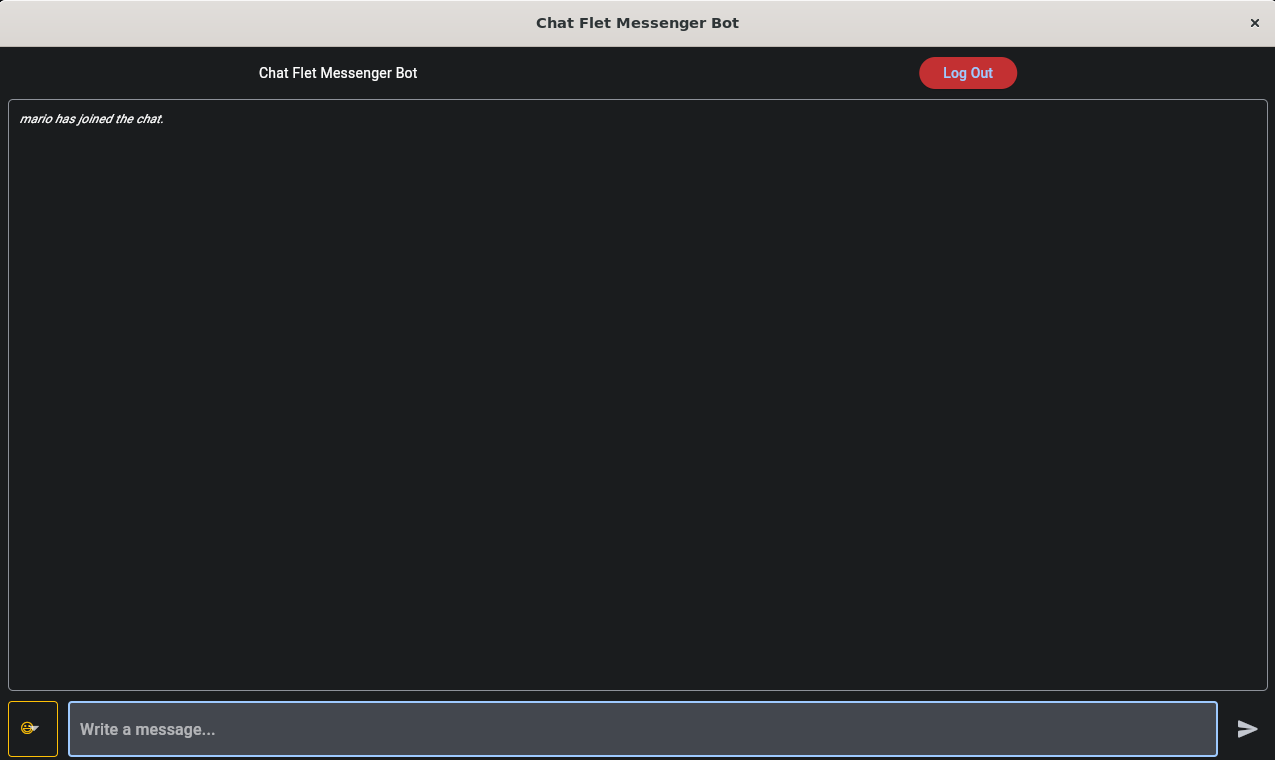 Chat Flet Messenger Bot
Chat Flet Messenger Bot
Log Out
mario has joined the chat.
Write a message...